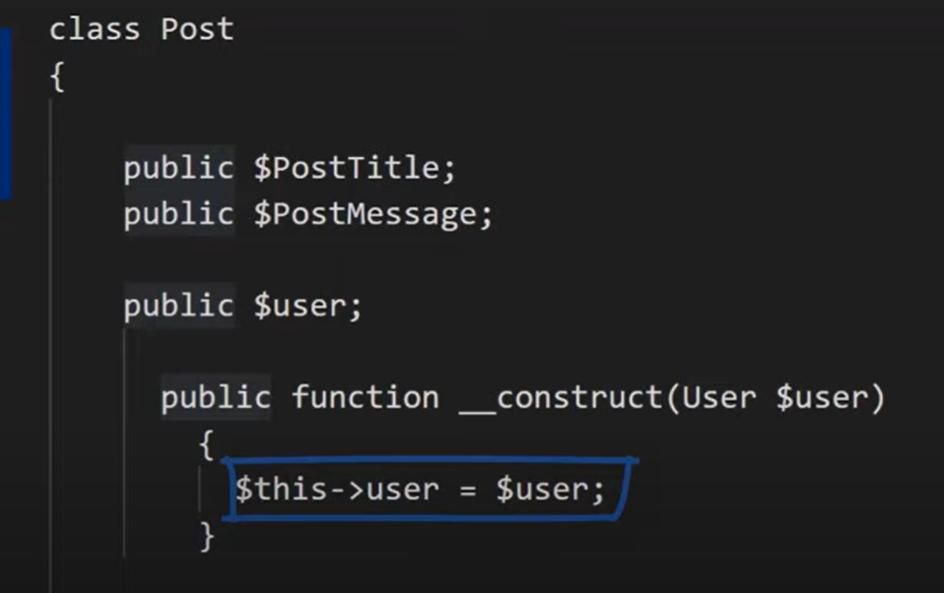 class Post
{
public $PostTitle;
public $PostMessage;
public $user;
public function __construct(User $user)
{
$this->user = $user;
}